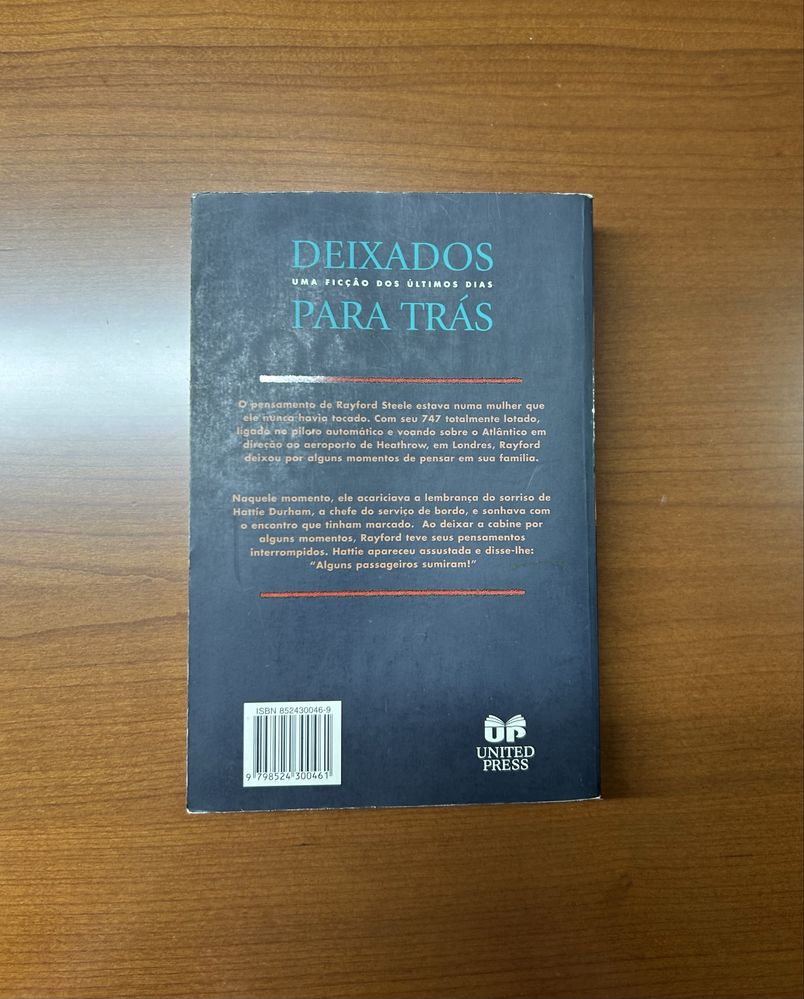 DEIXADOS
UMA FICÇÃO DOS ÚLTIMOS DIAS
PARA TRÁS
O pensamento de Rayford Steele estava numa mulher que
ele nunca havia tocado. Com seu 747 totalmente lotado,
ligado no piloto automático e voando sobre o Atlântico em
direção ao aeroporto de Heathrow, em Londres, Rayford
deixou por alguns momentos de pensar em sua família.
Naquele momento, ele acariciava a lembrança do sorriso de
Hattie Durham, a chefe do serviço de bordo, e sonhava com
o encontro que tinham marcado. Ao deixar a cabine por
alguns momentos, Rayford teve seus pensamentos
interrompidos. Hattie apareceu assustada e disse-lhe:
“Alguns passageiros sumiram!”
ISBN 852430046-9
9 798524 300461
UP
UNITED
PRESS